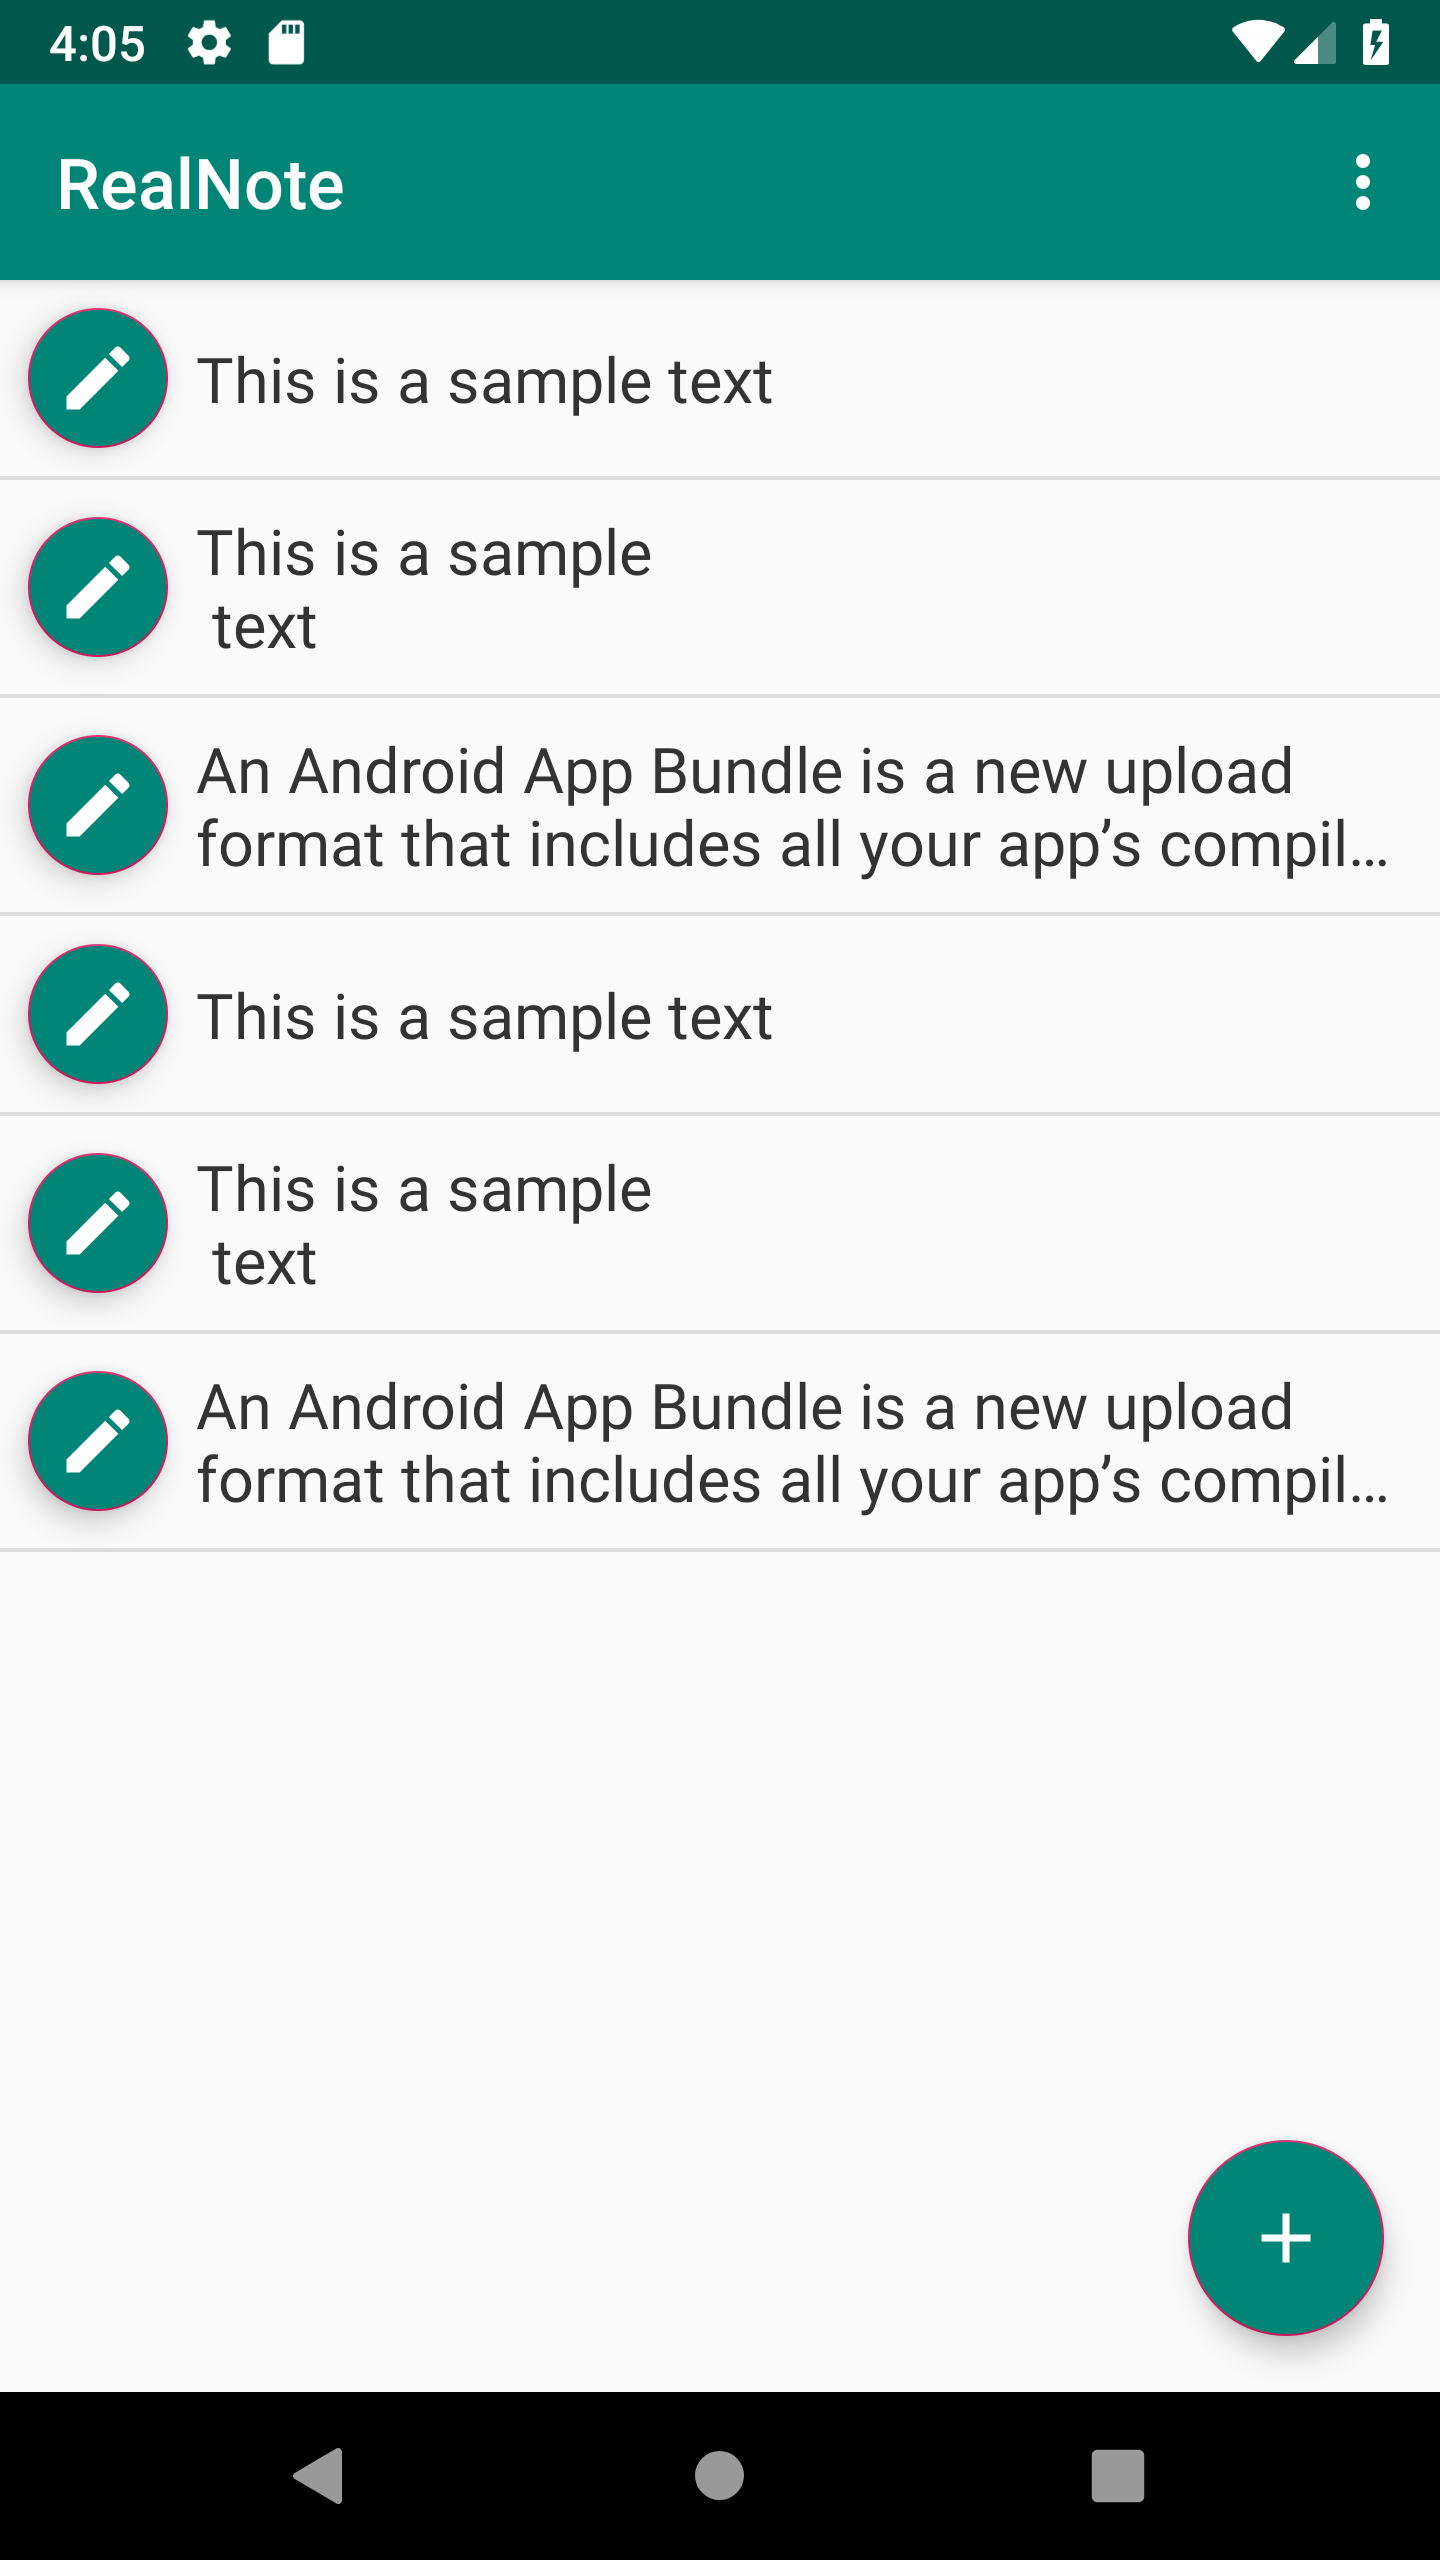 4:05
RealNote
This is a sample text
This is a sample
text
An Android App Bundle is a new upload
format that includes all your app’s compil…
This is a sample text
This is a sample
text
An Android App Bundle is a new upload
format that includes all your app’s compil…